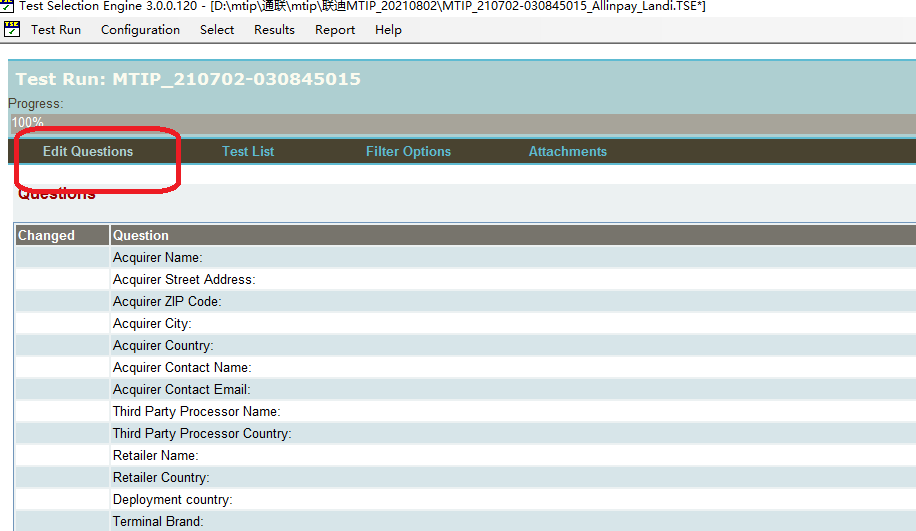 Test Selection Engine 3.0.0.120 - [D:\mtip\通联\mtip\联迪MTIP_20210802\MTIP_210702-030845015_Allinpay_Landi.TSE*]
TSE Test Run Configuration Select Results Report Help
Test Run: MTIP_210702-030845015
Progress:
100%
Edit Questions Test List Filter Options Attachments
Questions
Changed Question
Acquirer Name:
Acquirer Street Address:
Acquirer ZIP Code:
Acquirer City:
Acquirer Country:
Acquirer Contact Name:
Acquirer Contact Email:
Third Party Processor Name:
Third Party Processor Country:
Retailer Name:
Retailer Country:
Deployment country:
Terminal Brand: